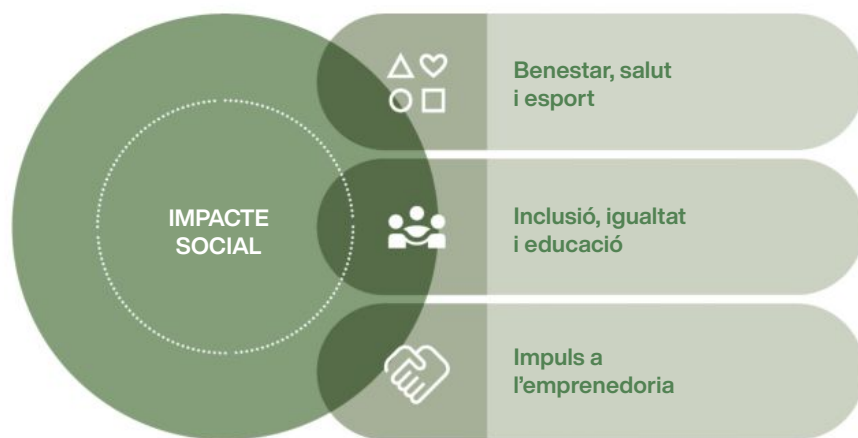 IMPACTE
SOCIAL
Benestar, salut
i esport
Inclusió, igualtat
i educació
Impuls a
l’emprenedoria